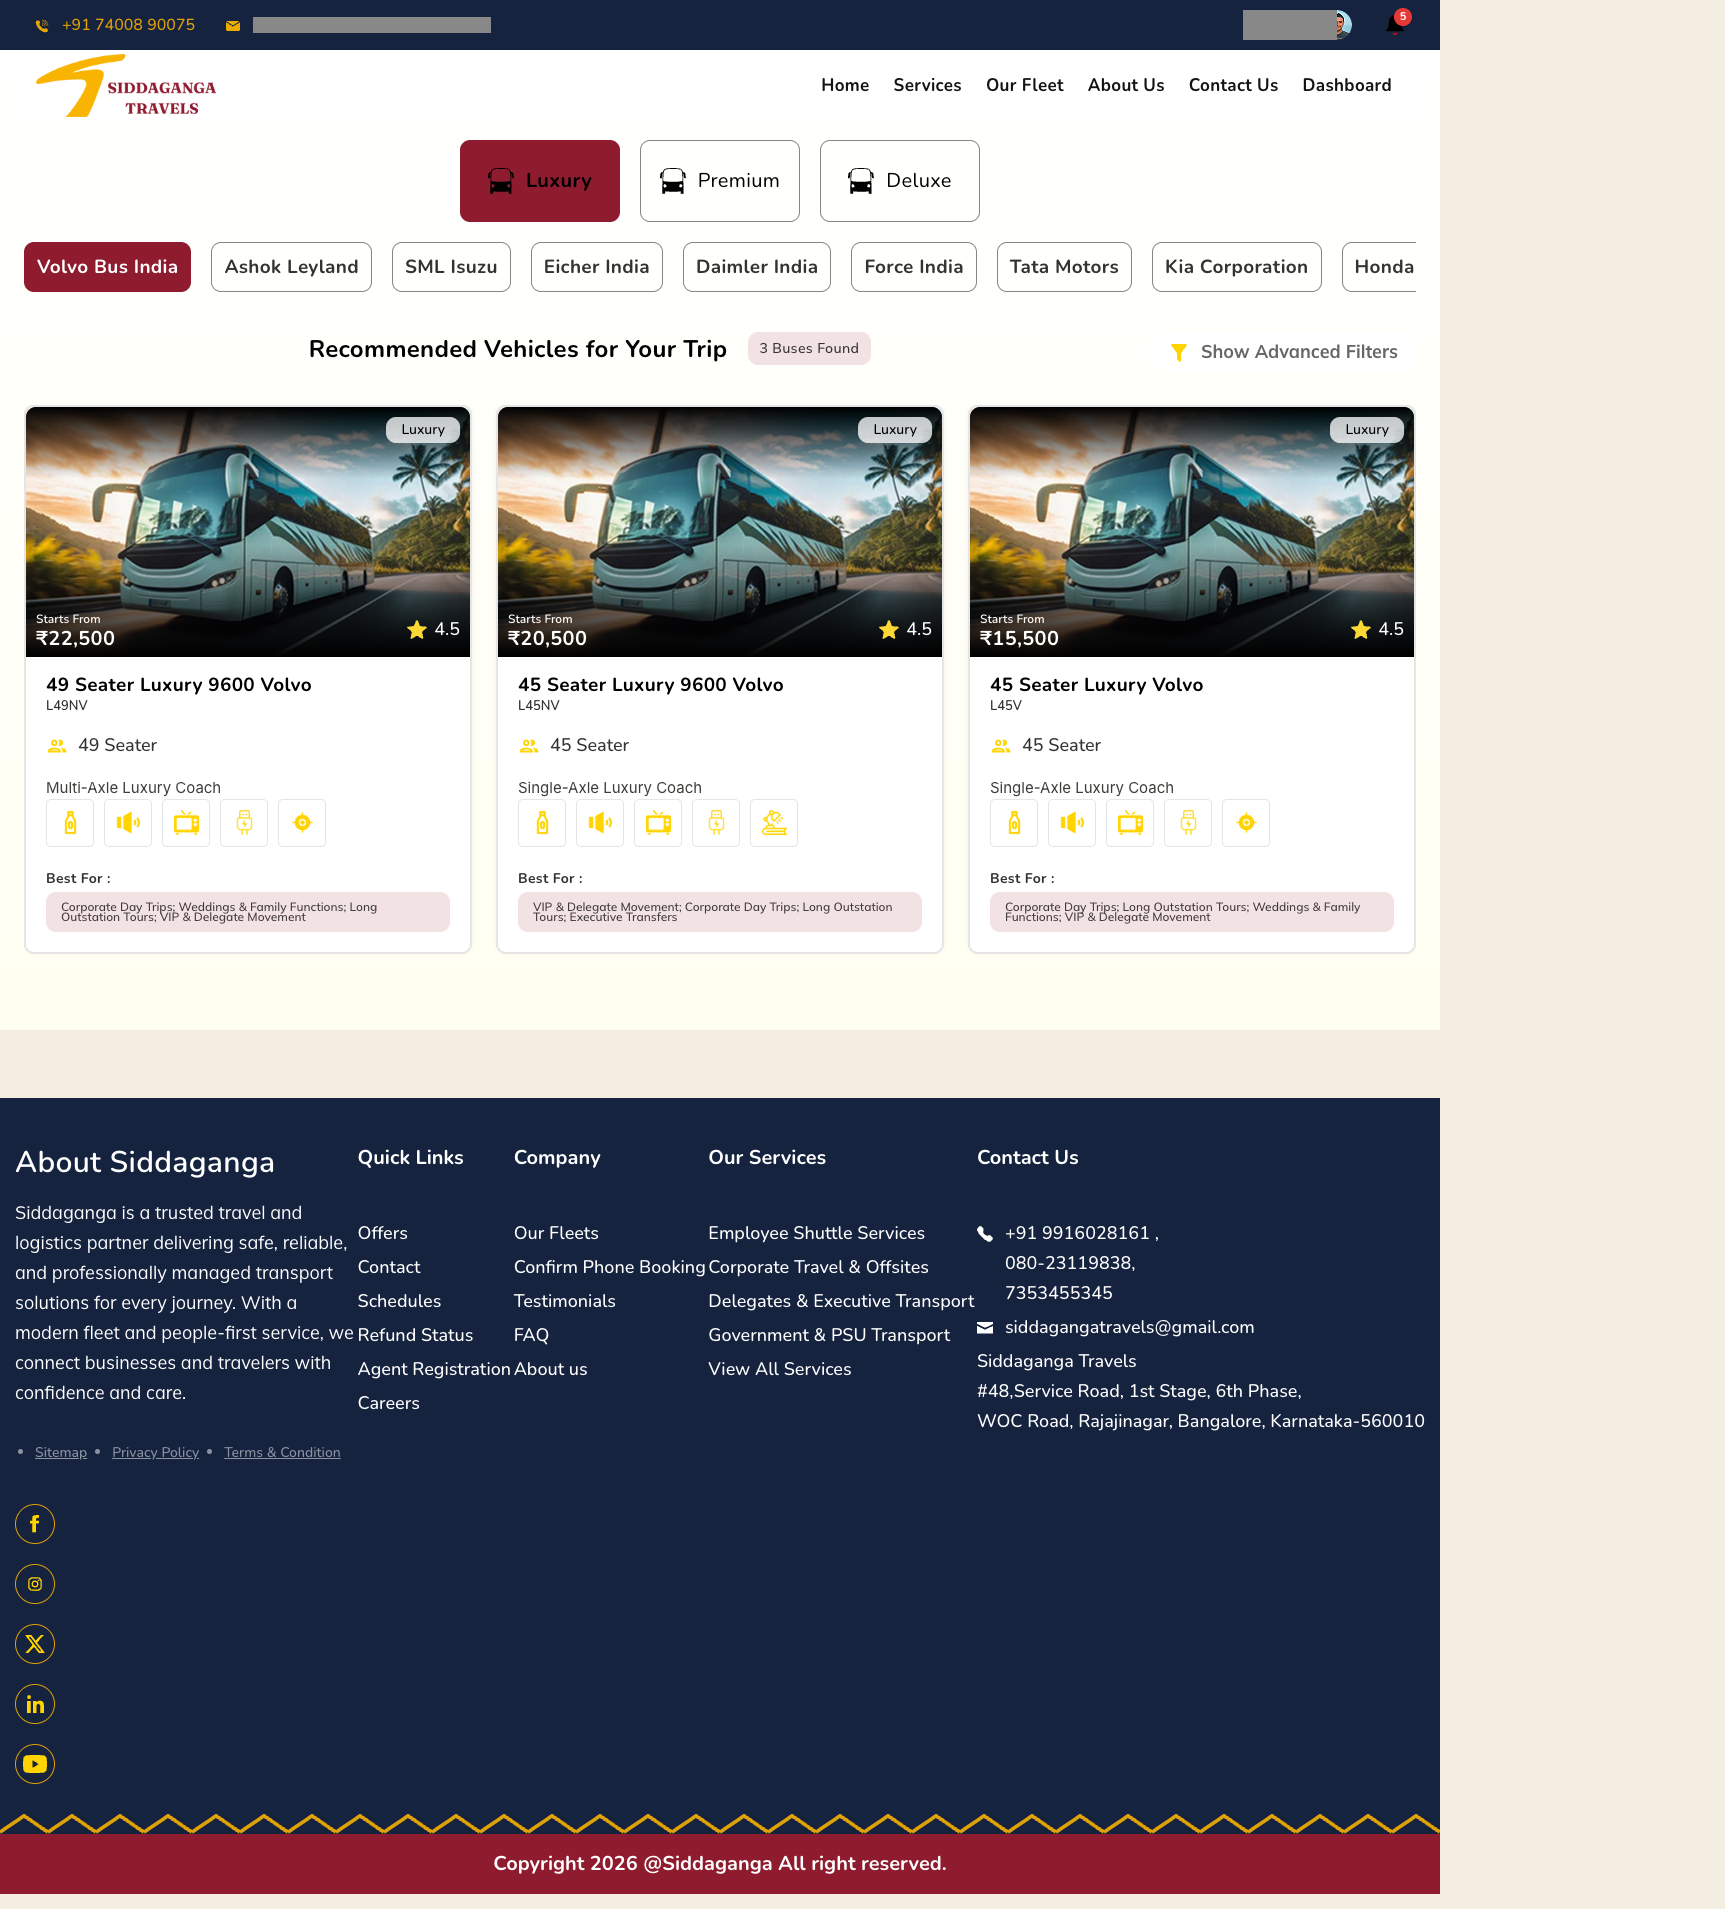 +91 74008 90075
5
SIDDAGANGA
TRAVELS
Home Services Our Fleet About Us Contact Us Dashboard
Luxury Premium Deluxe
Volvo Bus India Ashok Leyland SML Isuzu Eicher India Daimler India Force India Tata Motors Kia Corporation Honda
Recommended Vehicles for Your Trip 3 Buses Found Show Advanced Filters
Luxury
Starts From
₹22,500 4.5
49 Seater Luxury 9600 Volvo
L49NV
49 Seater
Multi-Axle Luxury Coach
Best For :
Corporate Day Trips; Weddings & Family Functions; Long
Outstation Tours; VIP & Delegate Movement
Luxury
Starts From
₹20,500 4.5
45 Seater Luxury 9600 Volvo
L45NV
45 Seater
Single-Axle Luxury Coach
Best For :
VIP & Delegate Movement; Corporate Day Trips; Long Outstation
Tours; Executive Transfers
Luxury
Starts From
₹15,500 4.5
45 Seater Luxury Volvo
L45V
45 Seater
Single-Axle Luxury Coach
Best For :
Corporate Day Trips; Long Outstation Tours; Weddings & Family
Functions; VIP & Delegate Movement
About Siddaganga
Siddaganga is a trusted travel and
logistics partner delivering safe, reliable,
and professionally managed transport
solutions for every journey. With a
modern fleet and people-first service, we
connect businesses and travelers with
confidence and care.
• Sitemap • Privacy Policy • Terms & Condition
Quick Links
Offers
Contact
Schedules
Refund Status
Agent Registration
Careers
Company
Our Fleets
Confirm Phone Booking
Testimonials
FAQ
About us
Our Services
Employee Shuttle Services
Corporate Travel & Offsites
Delegates & Executive Transport
Government & PSU Transport
View All Services
Contact Us
+91 9916028161 ,
080-23119838,
7353455345
siddagangatravels@gmail.com
Siddaganga Travels
#48,Service Road, 1st Stage, 6th Phase,
WOC Road, Rajajinagar, Bangalore, Karnataka-560010
Copyright 2026 @Siddaganga All right reserved.